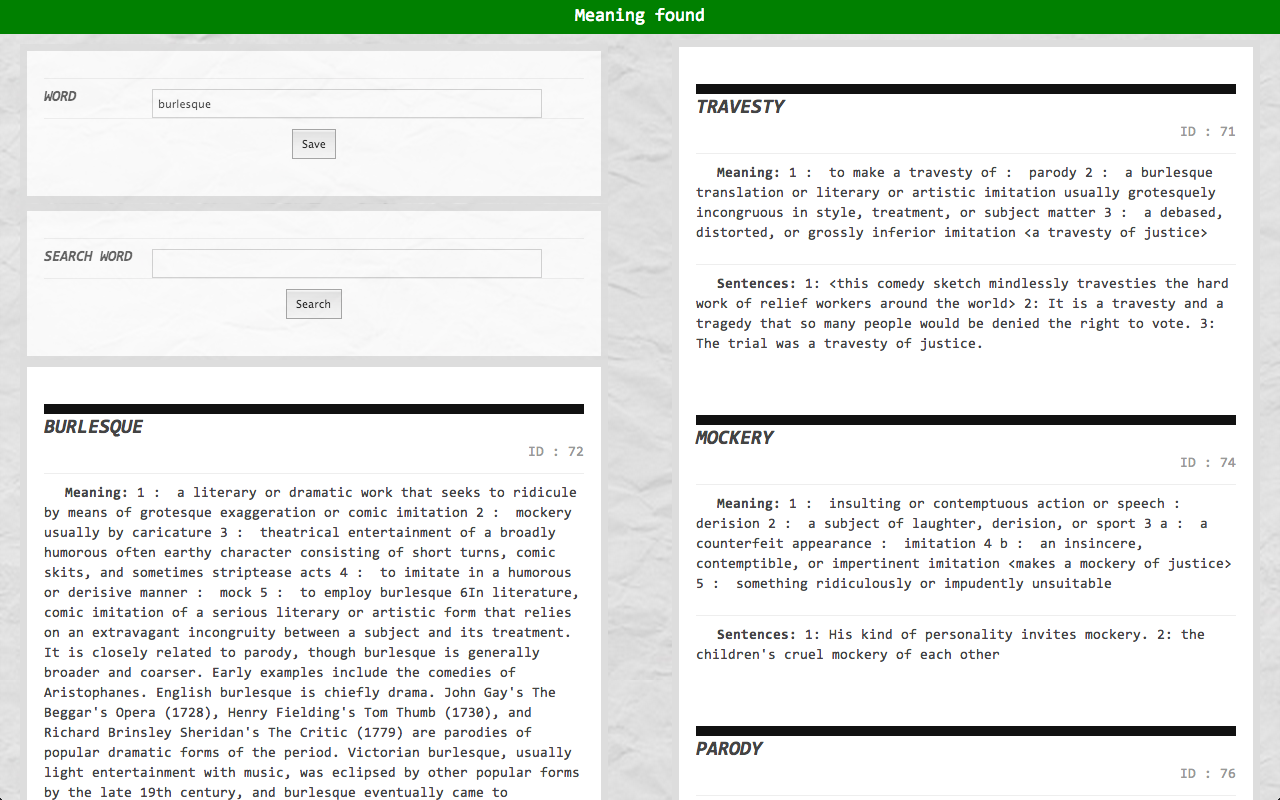 Meaning found
WORD
burlesque
Save
SEARCH WORD
Search
BURLESQUE
ID : 72
Meaning: 1 :  a literary or dramatic work that seeks to ridicule
by means of grotesque exaggeration or comic imitation 2 :  mockery
usually by caricature 3 :  theatrical entertainment of a broadly
humorous often earthy character consisting of short turns, comic
skits, and sometimes striptease acts 4 :  to imitate in a humorous
or derisive manner :  mock 5 :  to employ burlesque 6In literature,
comic imitation of a serious literary or artistic form that relies
on an extravagant incongruity between a subject and its treatment.
It is closely related to parody, though burlesque is generally
broader and coarser. Early examples include the comedies of
Aristophanes. English burlesque is chiefly drama. John Gay's The
Beggar's Opera (1728), Henry Fielding's Tom Thumb (1730), and
Richard Brinsley Sheridan's The Critic (1779) are parodies of
popular dramatic forms of the period. Victorian burlesque, usually
light entertainment with music, was eclipsed by other popular forms
by the late 19th century, and burlesque eventually came to
TRAVESTY
ID : 71
Meaning: 1 :  to make a travesty of :  parody 2 :  a burlesque
translation or literary or artistic imitation usually grotesquely
incongruous in style, treatment, or subject matter 3 :  a debased,
distorted, or grossly inferior imitation <a travesty of justice>
Sentences: 1: <this comedy sketch mindlessly travesties the hard
work of relief workers around the world> 2: It is a travesty and a
tragedy that so many people would be denied the right to vote. 3:
The trial was a travesty of justice.
MOCKERY
ID : 74
Meaning: 1 :  insulting or contemptuous action or speech :
derision 2 :  a subject of laughter, derision, or sport 3 a :  a
counterfeit appearance :  imitation 4 b :  an insincere,
contemptible, or impertinent imitation <makes a mockery of justice>
5 :  something ridiculously or impudently unsuitable
Sentences: 1: His kind of personality invites mockery. 2: the
children's cruel mockery of each other
PARODY
ID : 76